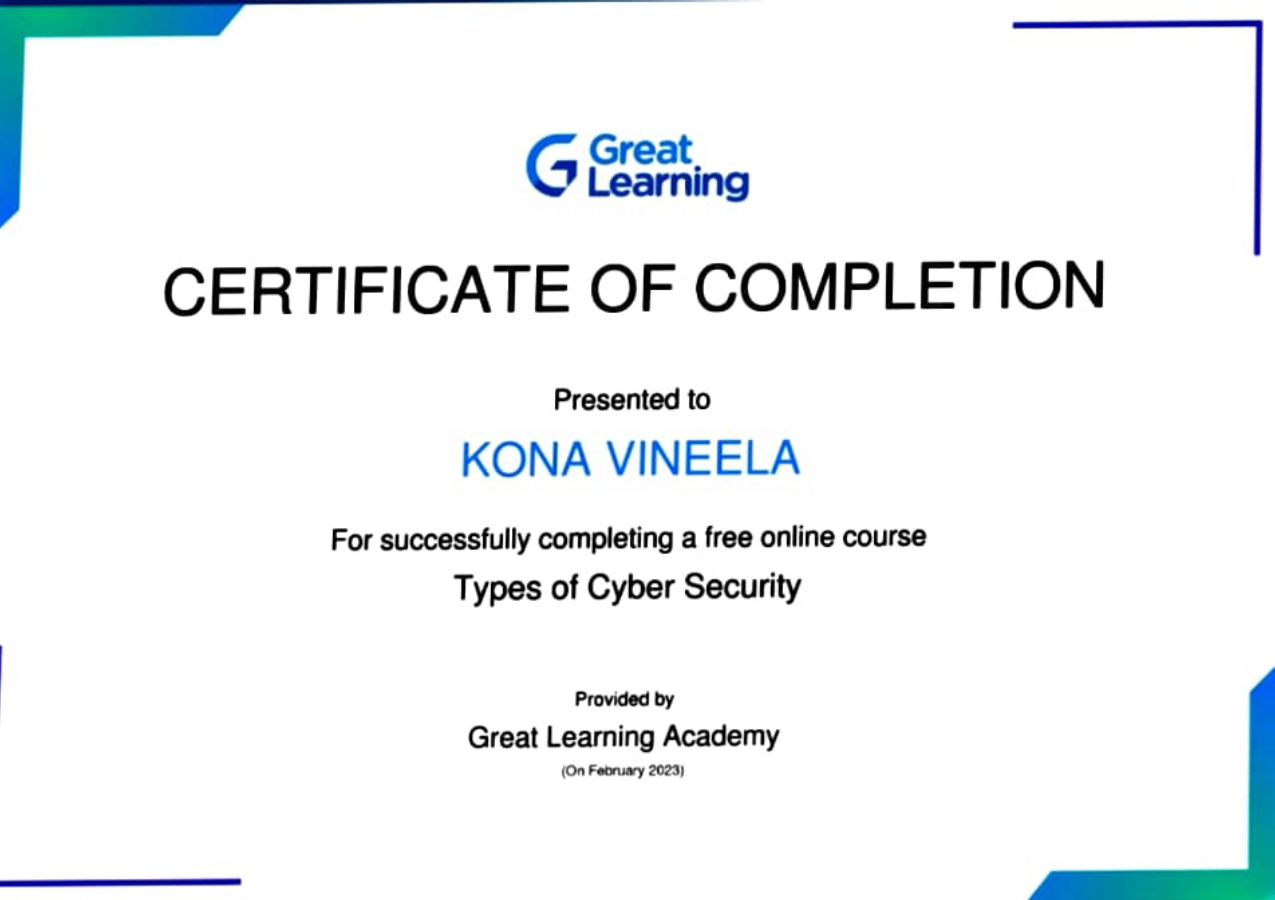 Great
Learning
CERTIFICATE OF COMPLETION
Presented to
KONA VINEELA
For successfully completing a free online course
Types of Cyber Security
Provided by
Great Learning Academy
(On February 2023)